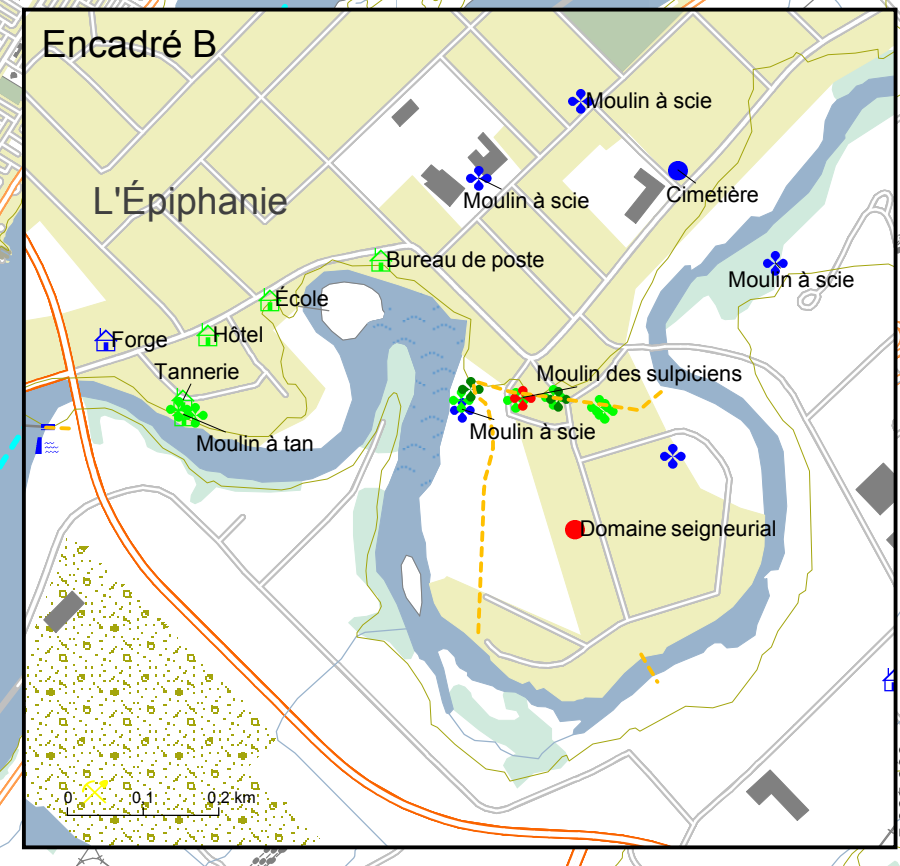 Encadré B
Moulin à scie
Moulin à scie
Cimetière
L'Épiphanie
Bureau de poste
Moulin à scie
École
Forge
Hôtel
Tannerie
Moulin des sulpiciens
Moulin à tan
Moulin à scie
Domaine seigneurial
0 0.1 0.2 km